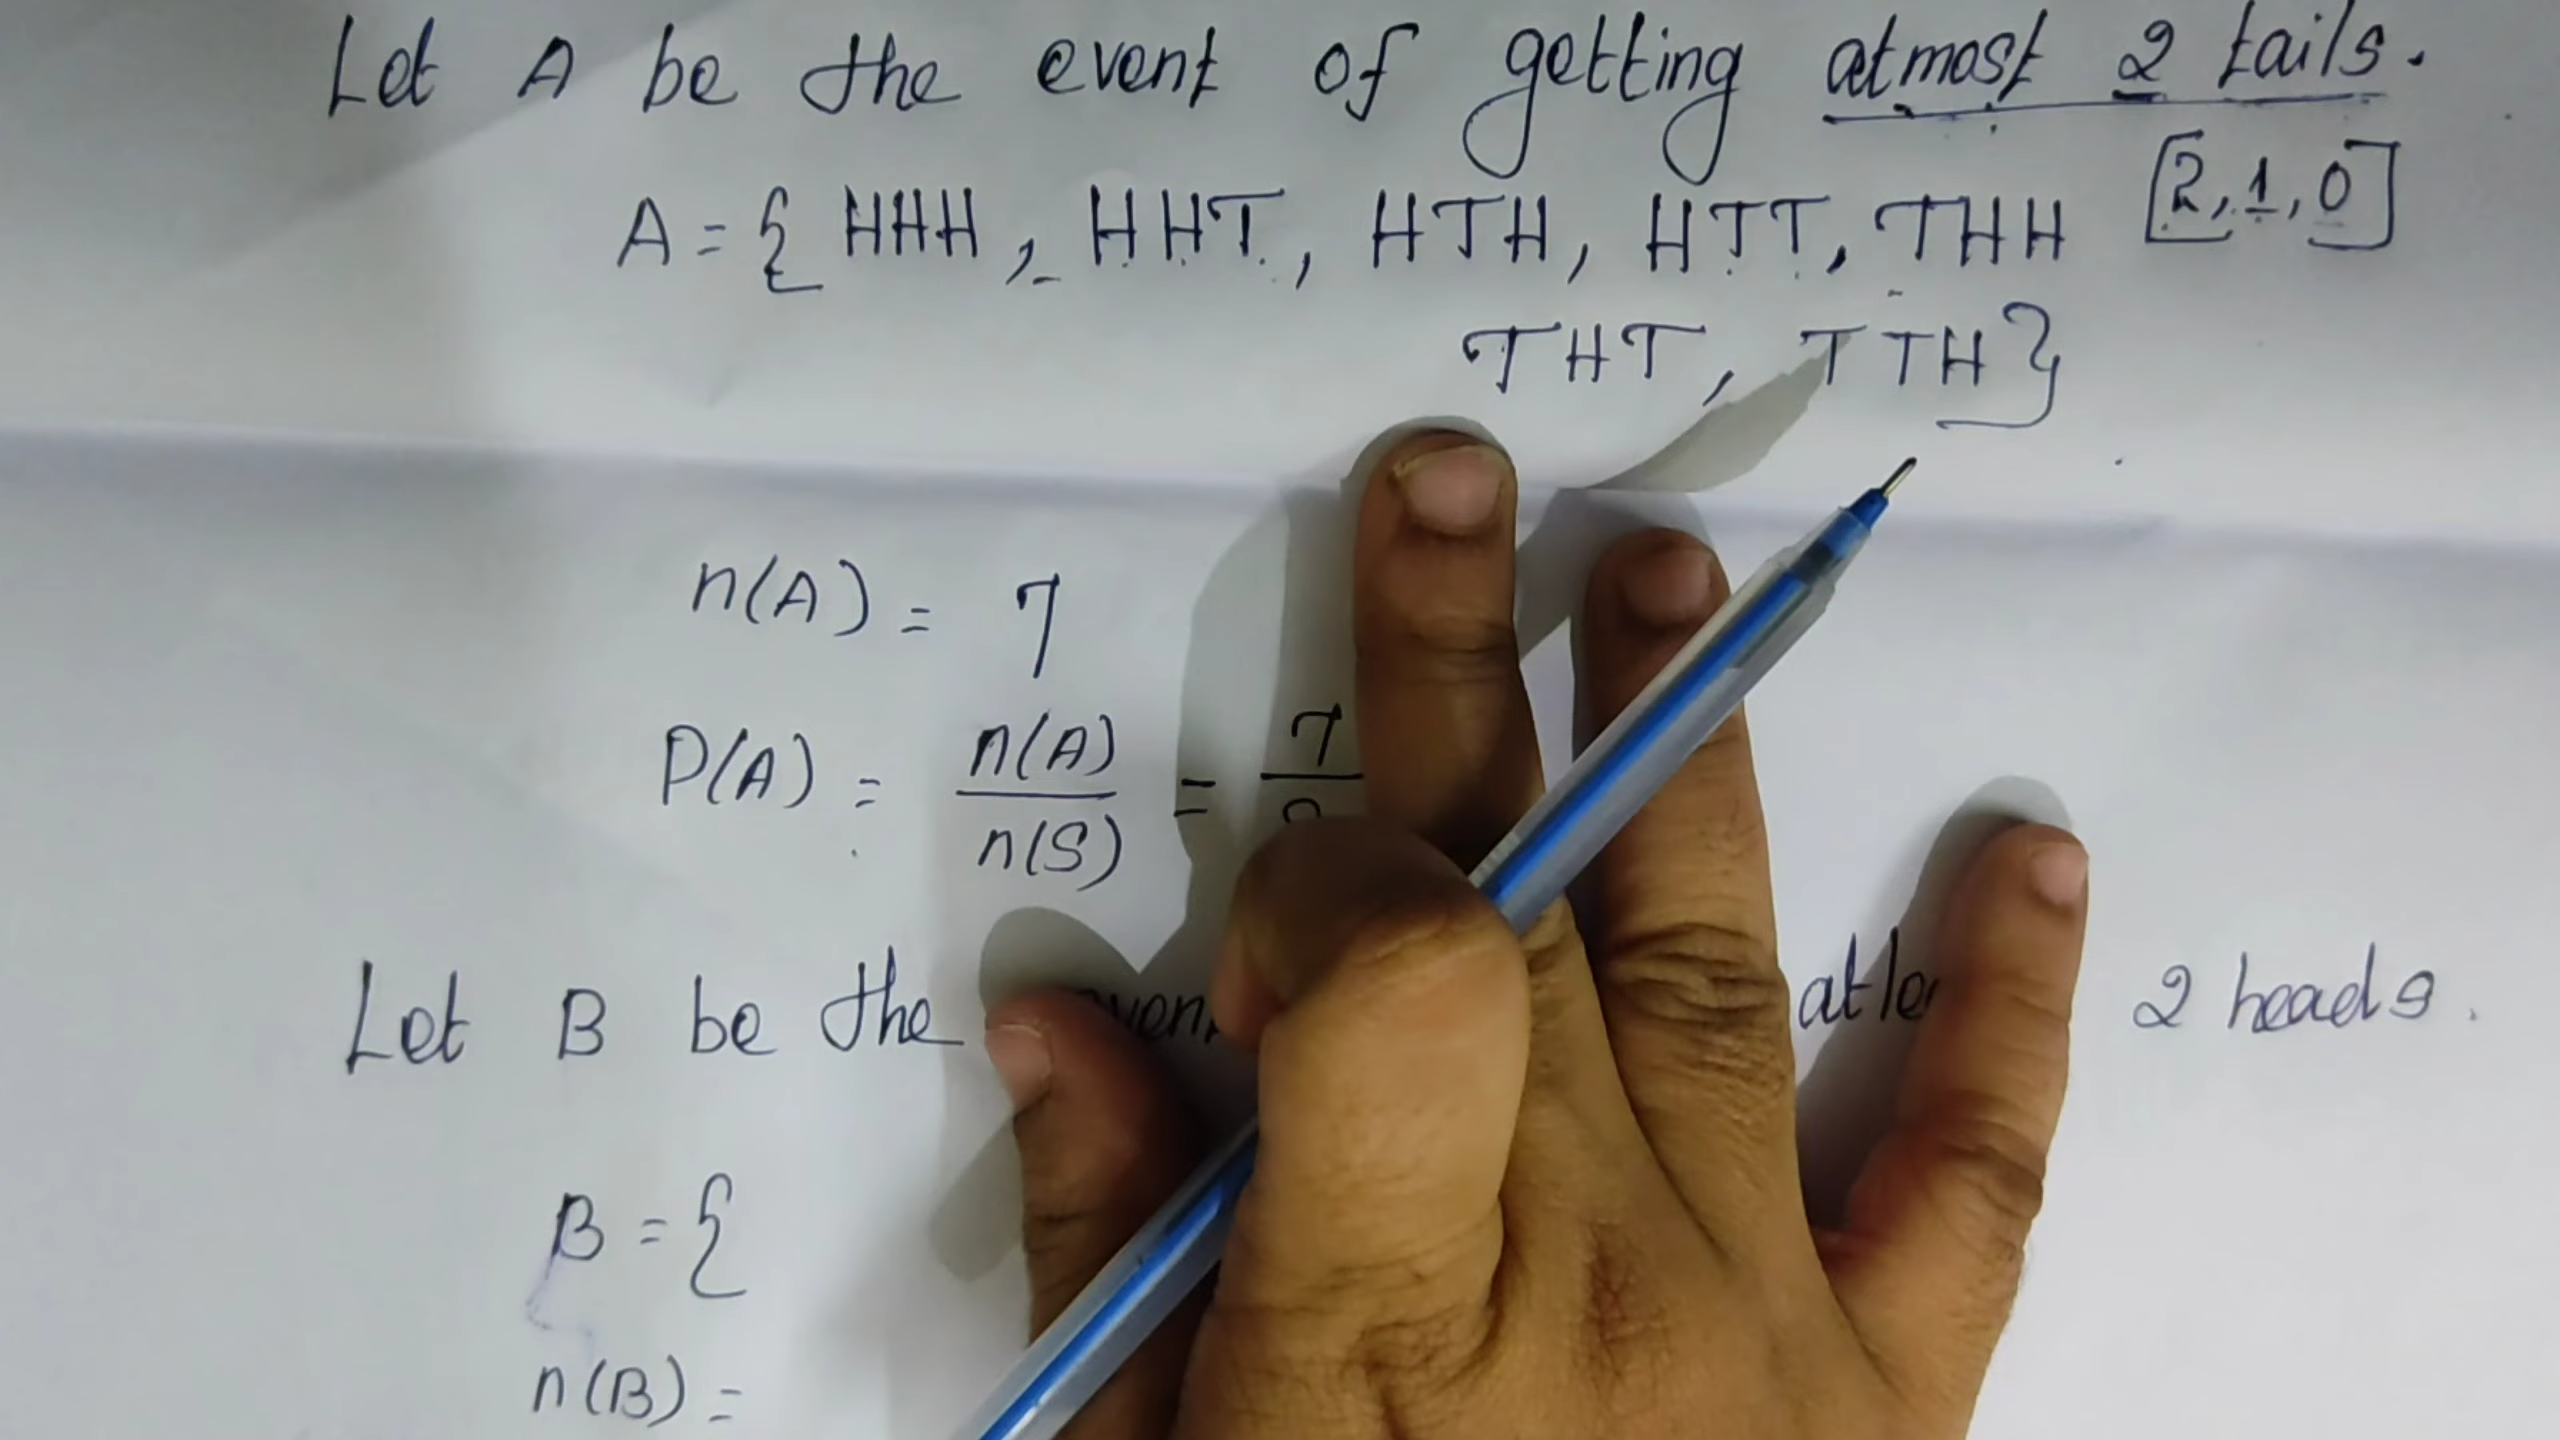 Let A be the event of getting atmost 2 tails.
[2,1,0]
A = { HHH, HHT, HTH, HTT, THH
THT, TTH}
n(A) = 7
P(A) = n(A)/n(S) = 7/
Let B be the 2 heads.
B = {
n(B) =